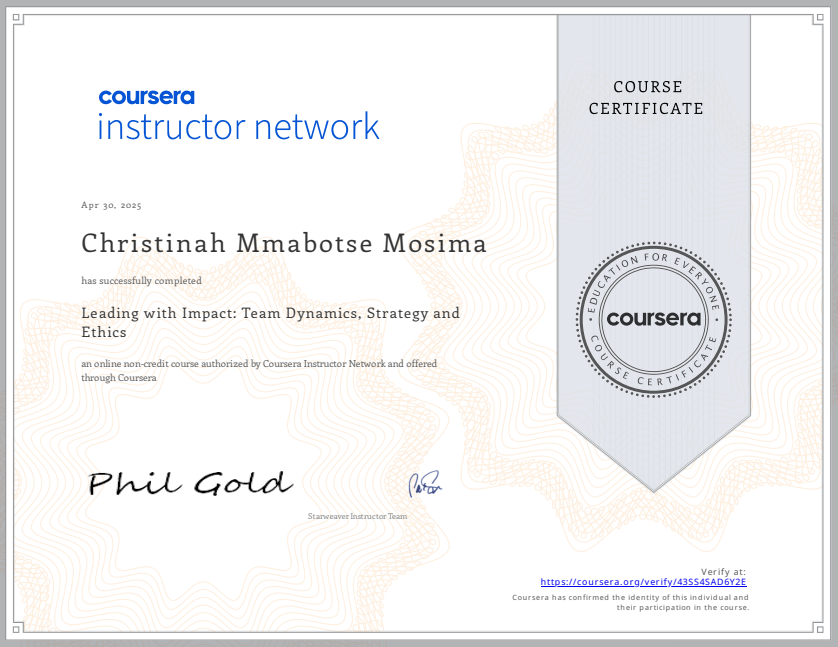 coursera
instructor network
COURSE
CERTIFICATE
Apr 30, 2025
Christinah Mmabotse Mosima
has successfully completed
Leading with Impact: Team Dynamics, Strategy and
Ethics
an online non-credit course authorized by Coursera Instructor Network and offered
through Coursera
EDUCATION FOR EVERYONE
coursera
COURSE CERTIFICATE
Phil Gold
Starweaver Instructor Team
Verify at:
https://coursera.org/verify/43SS4SAD6Y2E
Coursera has confirmed the identity of this individual and
their participation in the course.